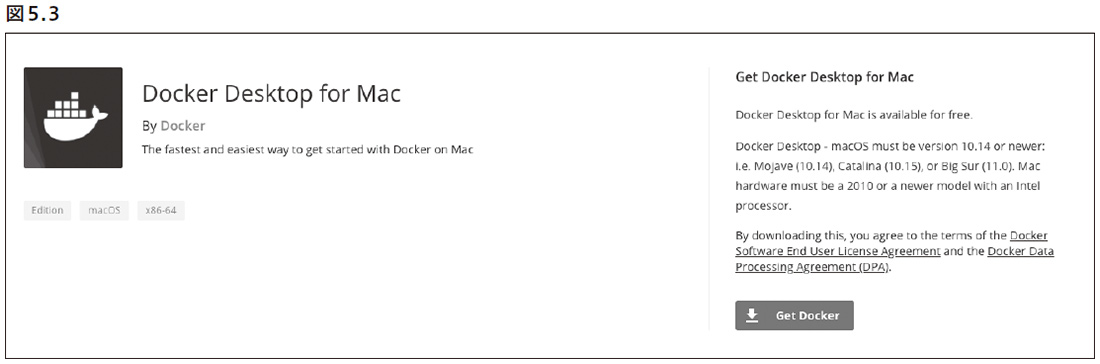 図5.3
Docker Desktop for Mac
By Docker
The fastest and easiest way to get started with Docker on Mac
Edition macOS x86-64
Get Docker Desktop for Mac
Docker Desktop for Mac is available for free.
Docker Desktop - macOS must be version 10.14 or newer:
i.e. Mojave (10.14), Catalina (10.15), or Big Sur (11.0). Mac
hardware must be a 2010 or a newer model with an Intel
processor.
By downloading this, you agree to the terms of the Docker
Software End User License Agreement and the Docker Data
Processing Agreement (DPA).
Get Docker